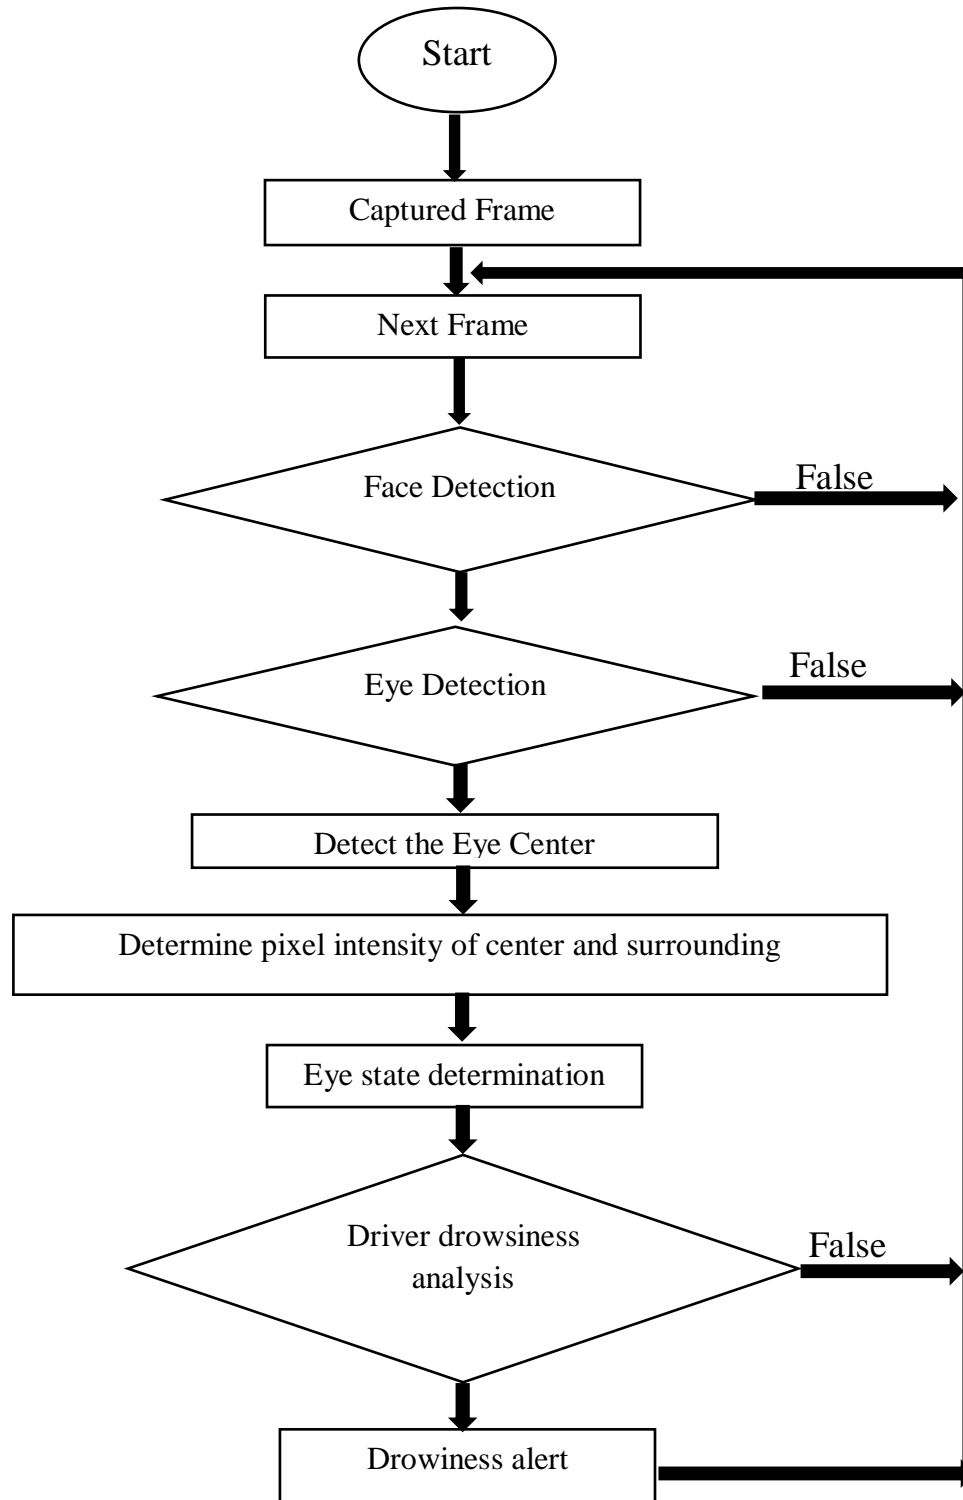 Start
Captured Frame
Next Frame
Face Detection
False
Eye Detection
False
Detect the Eye Center
Determine pixel intensity of center and surrounding
Eye state determination
Driver drowsiness
analysis
False
Drowiness alert